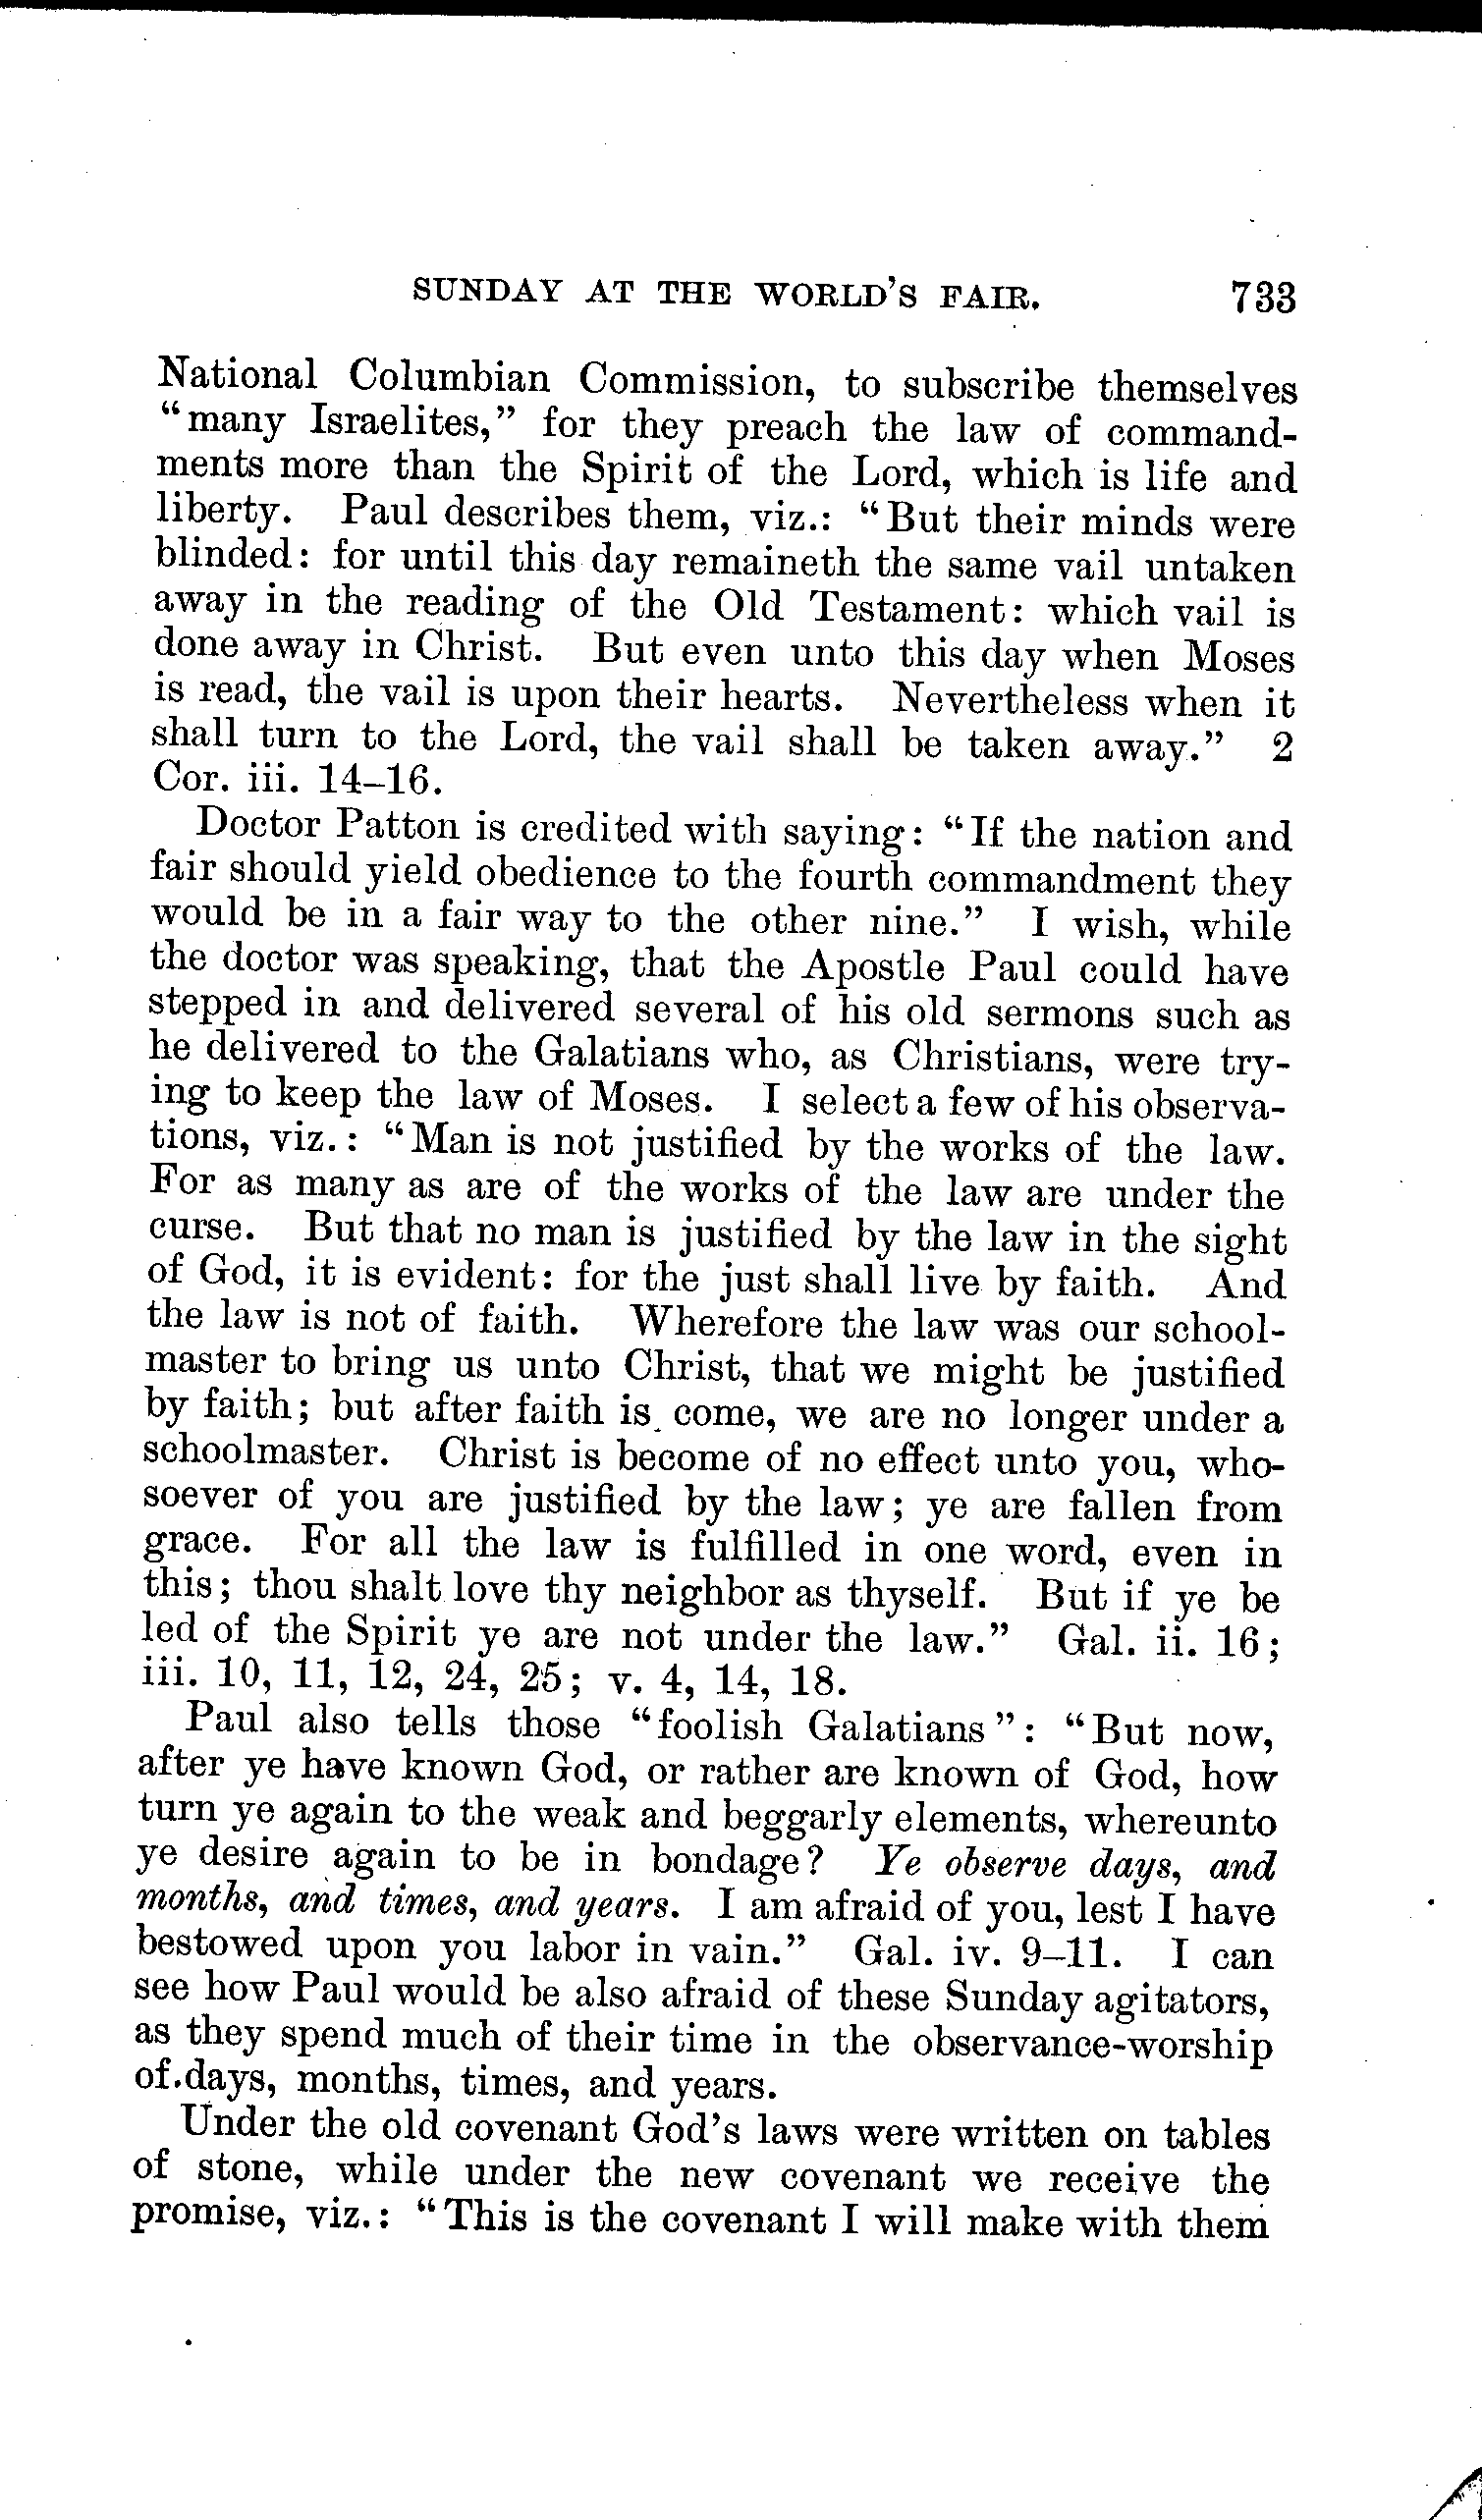 SUNDAY AT THE WORLD'S FAIR. 733
National Columbian Commission, to subscribe themselves
“many Israelites,” for they preach the law of command-
ments more than the Spirit of the Lord, which is life and
liberty. Paul describes them, viz.: “But their minds were
blinded: for until this day remaineth the same vail untaken
away in the reading of the Old Testament: which vail is
done away in Christ. But even unto this day when Moses
is read, the vail is upon their hearts. Nevertheless when it
shall turn to the Lord, the vail shall be taken away.” 2
Cor. iii. 14–16.
Doctor Patton is credited with saying: “If the nation and
fair should yield obedience to the fourth commandment they
would be in a fair way to the other nine.” I wish, while
the doctor was speaking, that the Apostle Paul could have
stepped in and delivered several of his old sermons such as
he delivered to the Galatians who, as Christians, were try-
ing to keep the law of Moses. I select a few of his observa-
tions, viz.: “Man is not justified by the works of the law.
For as many as are of the works of the law are under the
curse. But that no man is justified by the law in the sight
of God, it is evident: for the just shall live by faith. And
the law is not of faith. Wherefore the law was our school-
master to bring us unto Christ, that we might be justified
by faith; but after faith is come, we are no longer under a
schoolmaster. Christ is become of no effect unto you, who-
soever of you are justified by the law; ye are fallen from
grace. For all the law is fulfilled in one word, even in
this; thou shalt love thy neighbor as thyself. But if ye be
led of the Spirit ye are not under the law.” Gal. ii. 16;
iii. 10, 11, 12, 24, 25; v. 4, 14, 18.
Paul also tells those “foolish Galatians”: “But now,
after ye have known God, or rather are known of God, how
turn ye again to the weak and beggarly elements, whereunto
ye desire again to be in bondage? Ye observe days, and
months, and times, and years. I am afraid of you, lest I have
bestowed upon you labor in vain.” Gal. iv. 9–11. I can
see how Paul would be also afraid of these Sunday agitators,
as they spend much of their time in the observance-worship
of days, months, times, and years.
Under the old covenant God's laws were written on tables
of stone, while under the new covenant we receive the
promise, viz.: “This is the covenant I will make with them